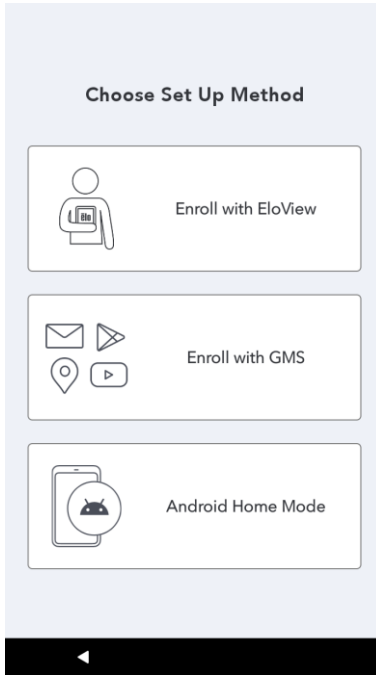 Choose Set Up Method
elo
Enroll with EloView
Enroll with GMS
Android Home Mode